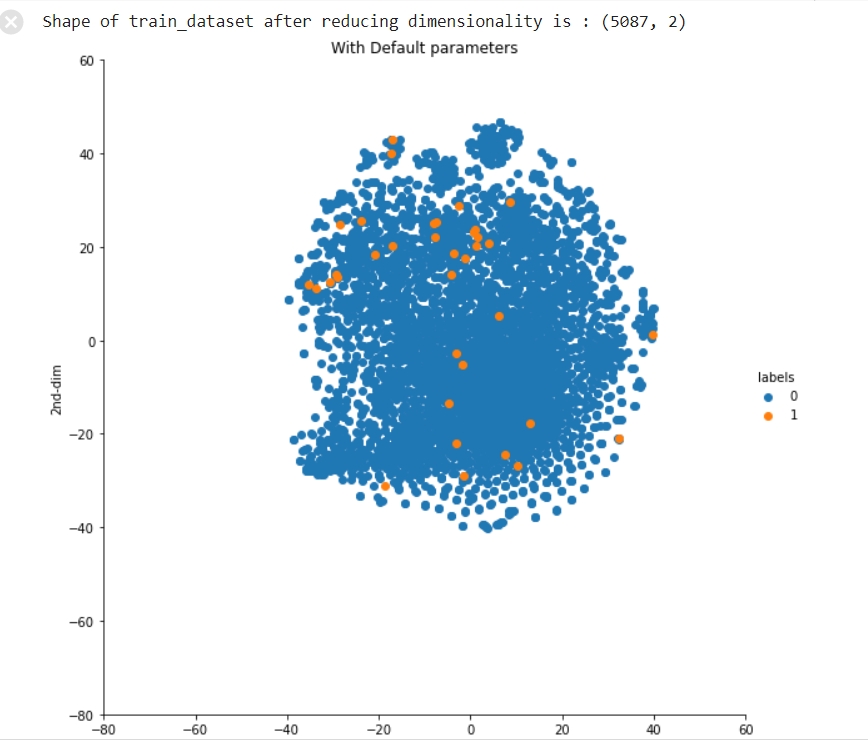 Shape of train_dataset after reducing dimensionality is : (5087, 2)
With Default parameters
60
40
20
0
−20
−40
−60
−80
2nd-dim
−80 −60 −40 −20 0 20 40 60
labels
0
1